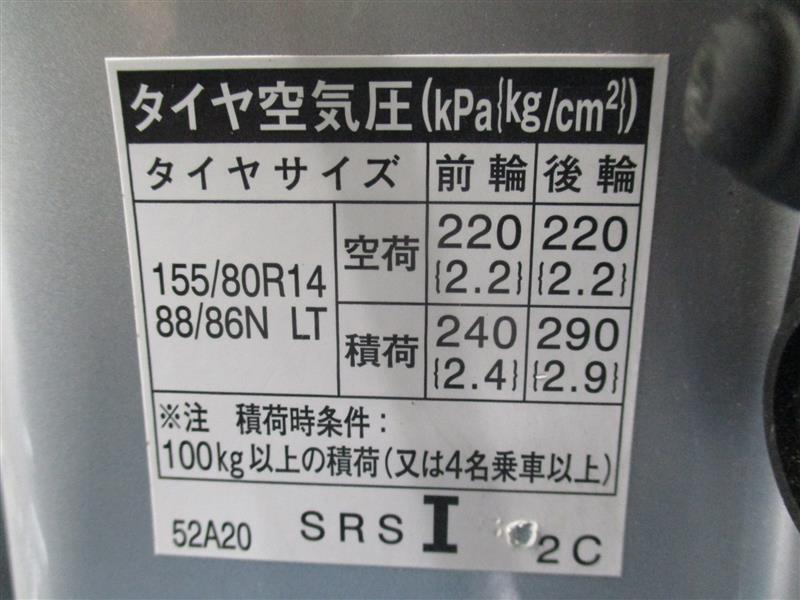 タイヤ空気圧(kPa{kg/cm²})
タイヤサイズ 前輪 後輪
155/80R14
88/86N LT
空荷 220 220
{2.2} {2.2}
積荷 240 290
{2.4} {2.9}
※注 積荷時条件:
100kg以上の積荷(又は4名乗車以上)
52A20 SRS I 2C